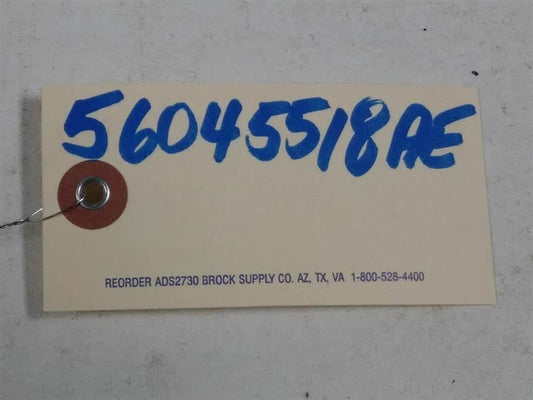 56045518AE
REORDER ADS2730 BROCK SUPPLY CO. AZ, TX, VA 1-800-528-4400